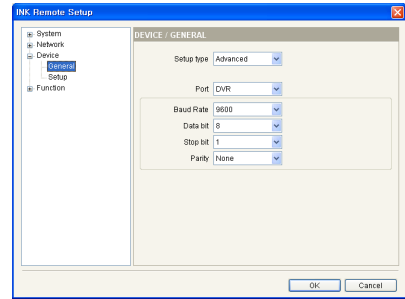 INK Remote Setup
System
Network
Device
General
Setup
Function
DEVICE / GENERAL
Setup type Advanced
Port DVR
Baud Rate 9600
Data bit 8
Stop bit 1
Parity None
OK Cancel